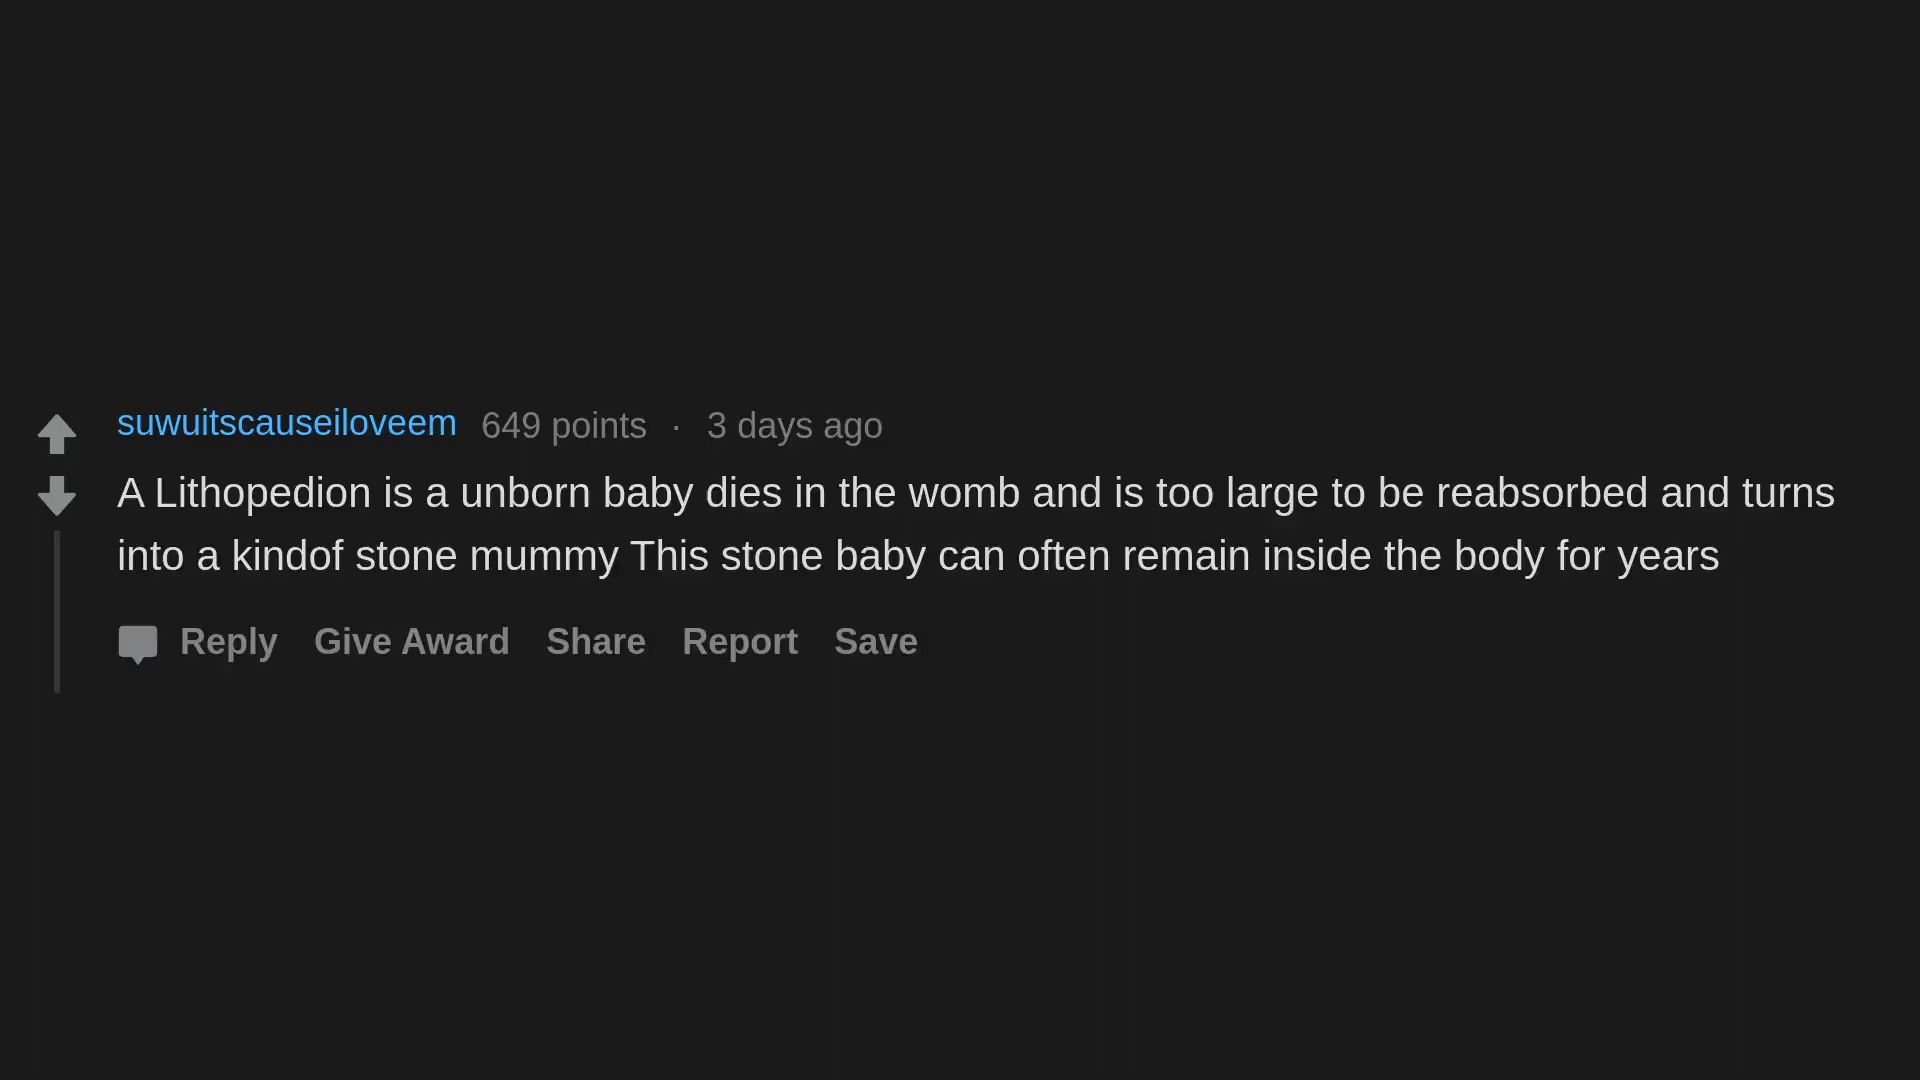 suwuitscauseiloveem 649 points · 3 days ago
A Lithopedion is a unborn baby dies in the womb and is too large to be reabsorbed and turns
into a kindof stone mummy This stone baby can often remain inside the body for years
Reply Give Award Share Report Save